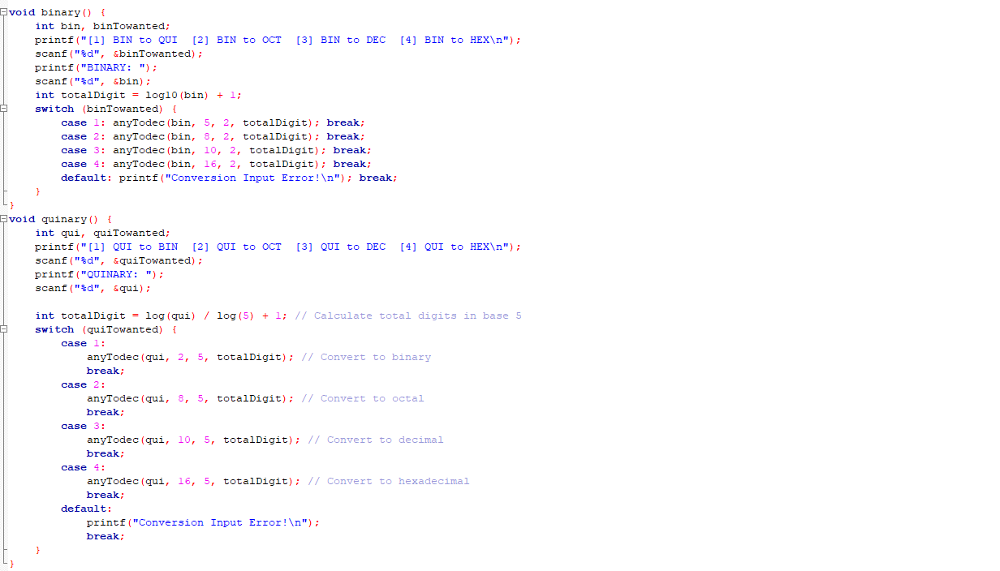 void binary() {
    int bin, binTowanted;
    printf("[1] BIN to QUI  [2] BIN to OCT  [3] BIN to DEC  [4] BIN to HEX\n");
    scanf("%d", &binTowanted);
    printf("BINARY: ");
    scanf("%d", &bin);
    int totalDigit = log10(bin) + 1;
    switch (binTowanted) {
        case 1: anyTodec(bin, 5, 2, totalDigit); break;
        case 2: anyTodec(bin, 8, 2, totalDigit); break;
        case 3: anyTodec(bin, 10, 2, totalDigit); break;
        case 4: anyTodec(bin, 16, 2, totalDigit); break;
        default: printf("Conversion Input Error!\n"); break;
    }
}
void quinary() {
    int qui, quiTowanted;
    printf("[1] QUI to BIN  [2] QUI to OCT  [3] QUI to DEC  [4] QUI to HEX\n");
    scanf("%d", &quiTowanted);
    printf("QUINARY: ");
    scanf("%d", &qui);

    int totalDigit = log(qui) / log(5) + 1; // Calculate total digits in base 5
    switch (quiTowanted) {
        case 1:
            anyTodec(qui, 2, 5, totalDigit); // Convert to binary
            break;
        case 2:
            anyTodec(qui, 8, 5, totalDigit); // Convert to octal
            break;
        case 3:
            anyTodec(qui, 10, 5, totalDigit); // Convert to decimal
            break;
        case 4:
            anyTodec(qui, 16, 5, totalDigit); // Convert to hexadecimal
            break;
        default:
            printf("Conversion Input Error!\n");
            break;
    }
}